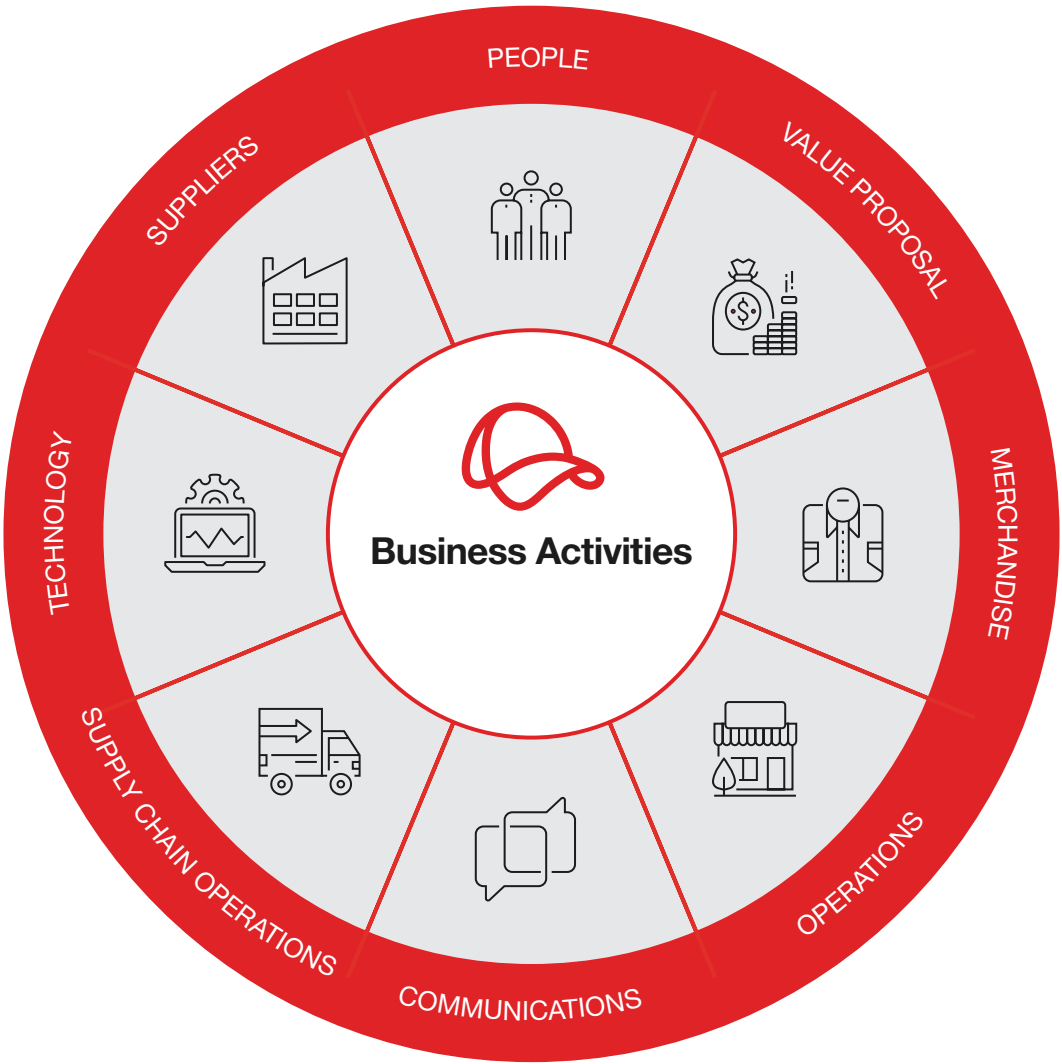 PEOPLE
VALUE PROPOSAL
MERCHANDISE
OPERATIONS
COMMUNICATIONS
SUPPLY CHAIN OPERATIONS
TECHNOLOGY
SUPPLIERS
$
Business Activities